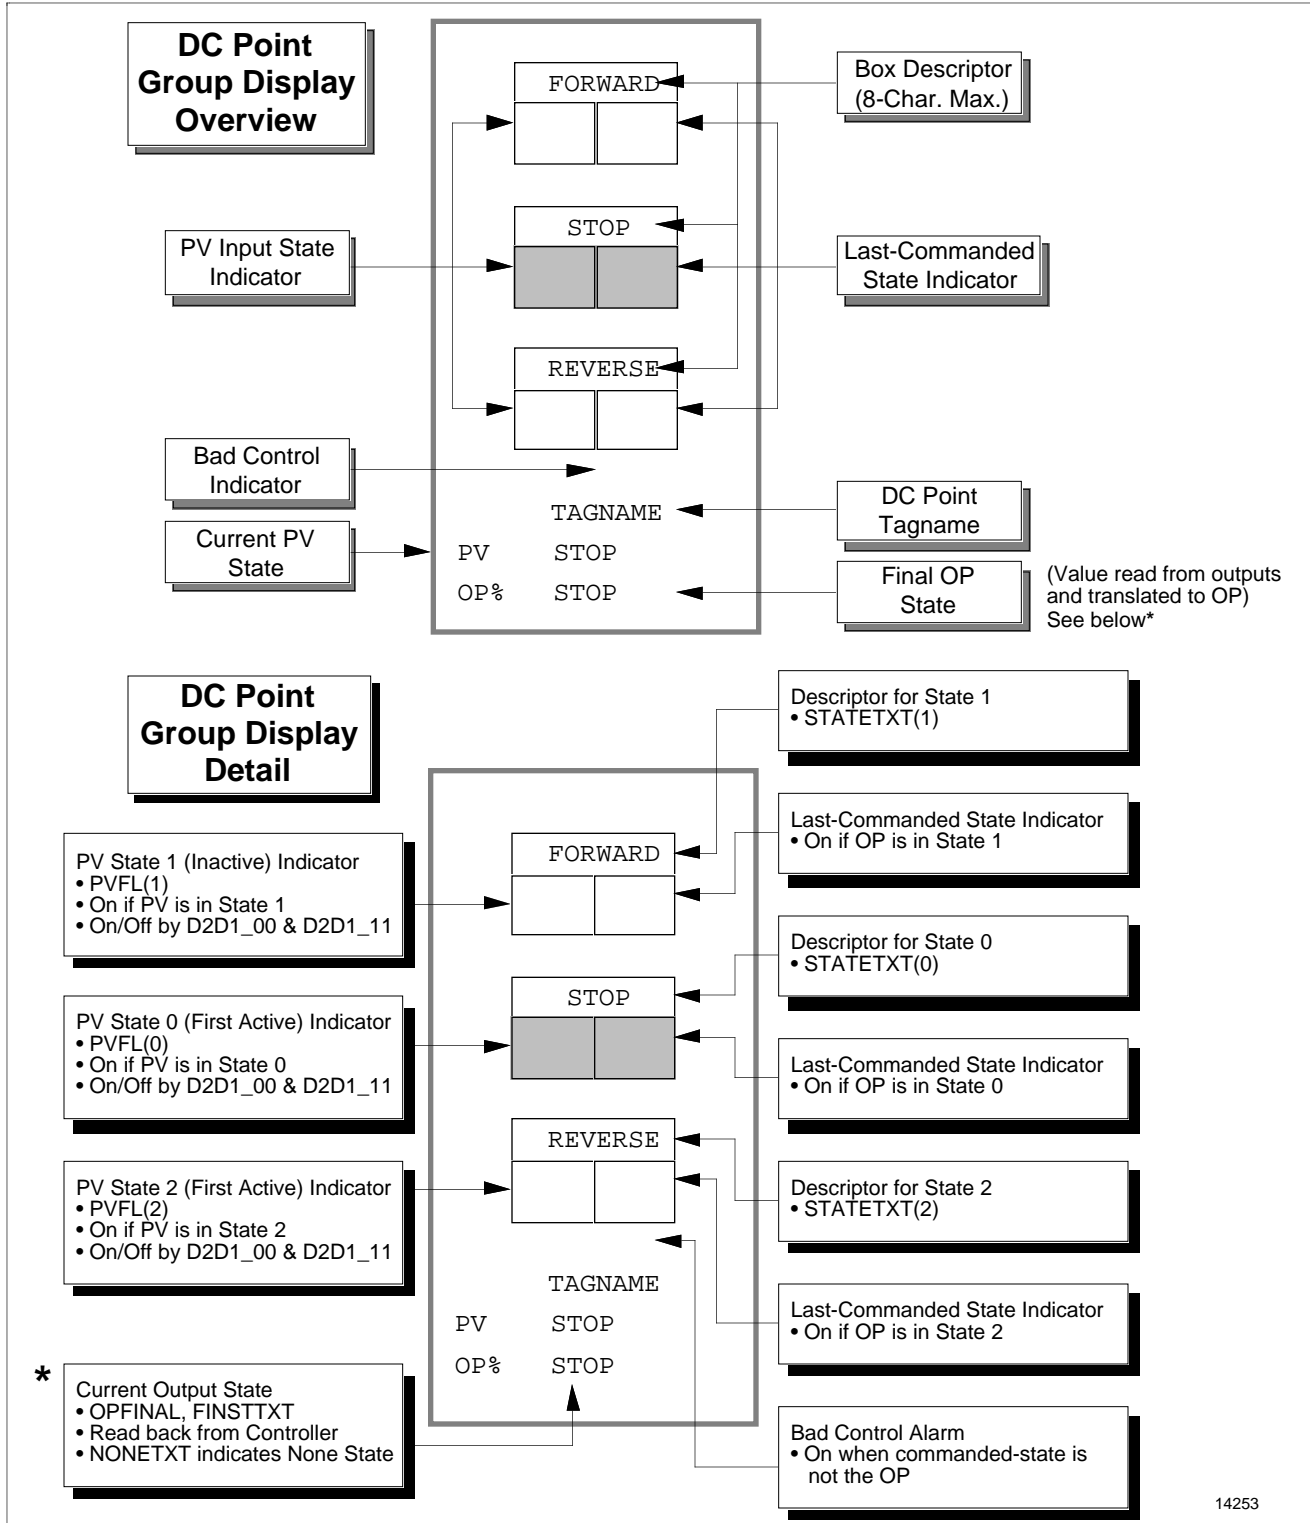 DC Point
Group Display
Overview
FORWARD
Box Descriptor
(8-Char. Max.)
STOP
PV Input State
Indicator
Last-Commanded
State Indicator
REVERSE
Bad Control
Indicator
TAGNAME
DC Point
Tagname
Current PV
State
PV STOP
OP% STOP
Final OP
State
(Value read from outputs
and translated to OP)
See below*
DC Point
Group Display
Detail
Descriptor for State 1
• STATETXT(1)
Last-Commanded State Indicator
• On if OP is in State 1
FORWARD
PV State 1 (Inactive) Indicator
• PVFL(1)
• On if PV is in State 1
• On/Off by D2D1_00 & D2D1_11
Descriptor for State 0
• STATETXT(0)
STOP
PV State 0 (First Active) Indicator
• PVFL(0)
• On if PV is in State 0
• On/Off by D2D1_00 & D2D1_11
Last-Commanded State Indicator
• On if OP is in State 0
REVERSE
PV State 2 (First Active) Indicator
• PVFL(2)
• On if PV is in State 2
• On/Off by D2D1_00 & D2D1_11
Descriptor for State 2
• STATETXT(2)
TAGNAME
PV STOP
OP% STOP
Last-Commanded State Indicator
• On if OP is in State 2
*
Current Output State
• OPFINAL, FINSTTXT
• Read back from Controller
• NONETXT indicates None State
Bad Control Alarm
• On when commanded-state is
not the OP
14253